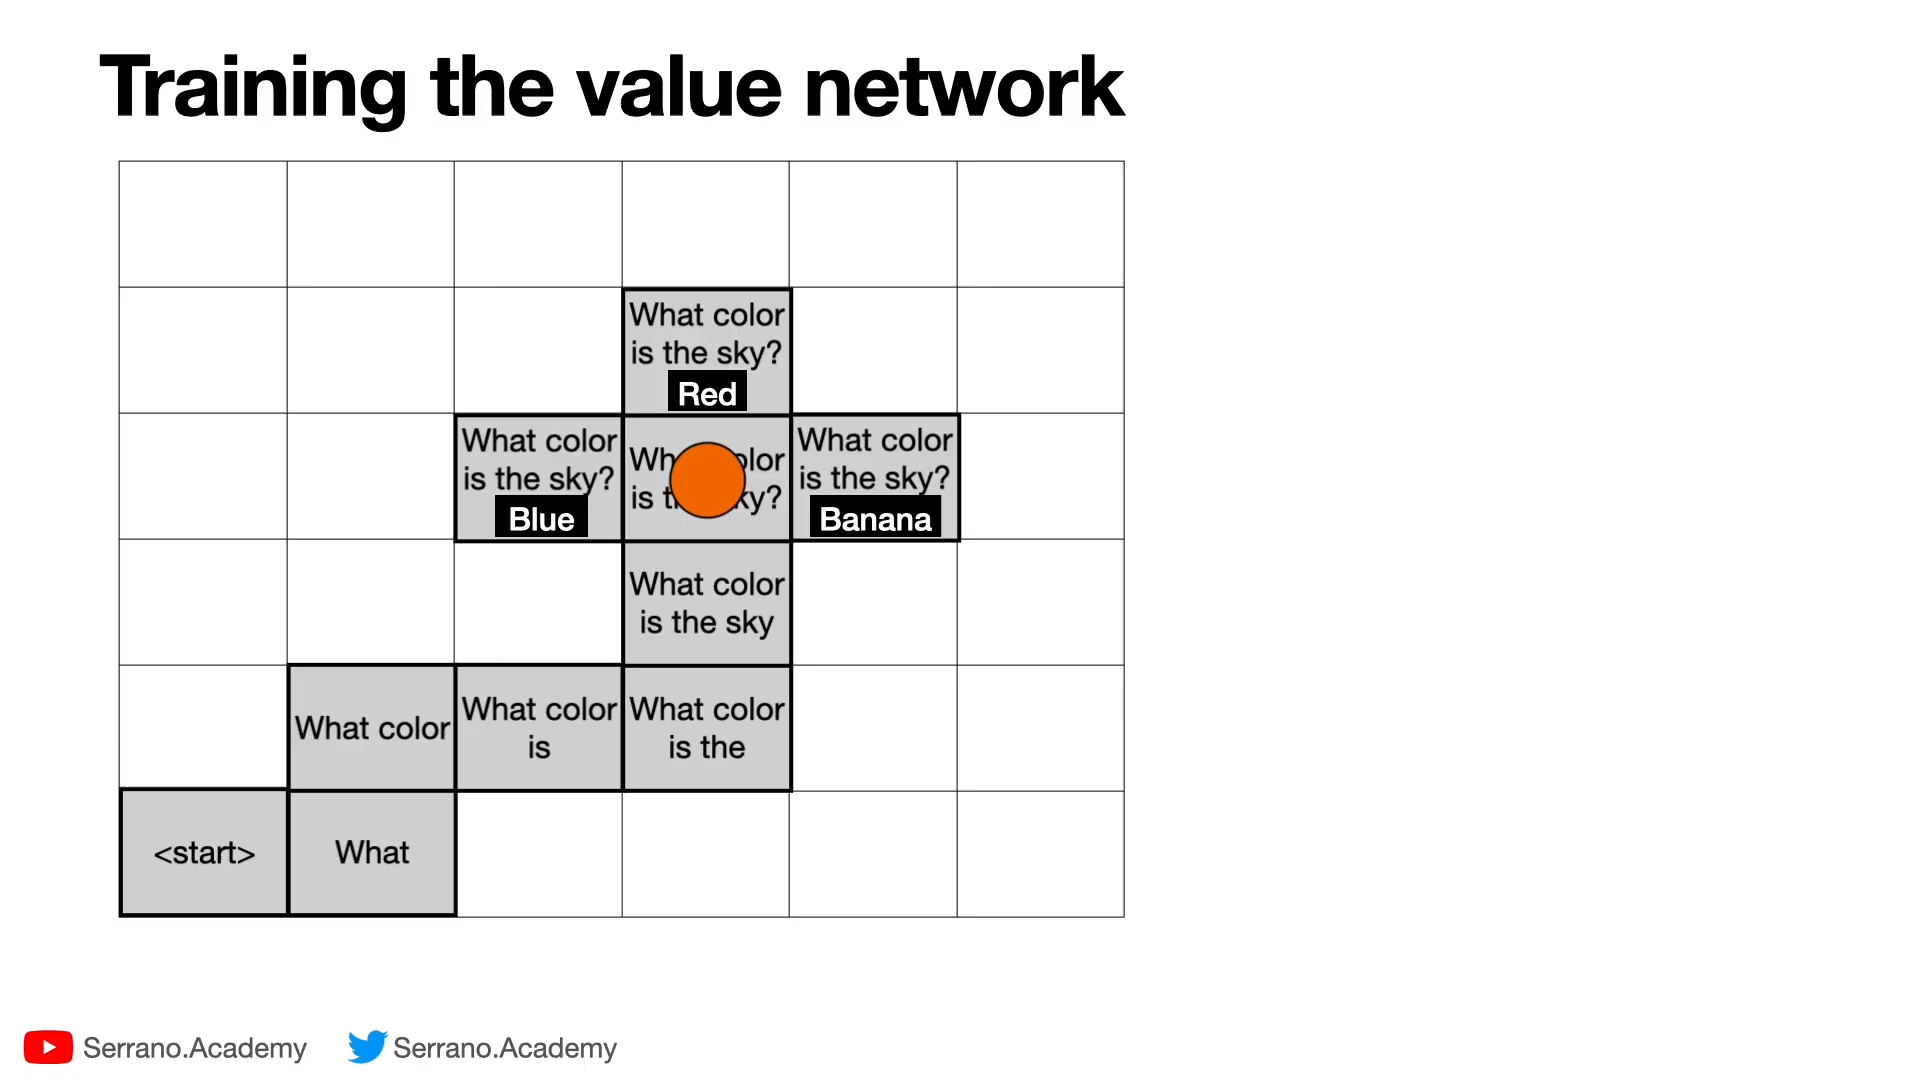 Training the value network
What color
is the sky?
Red
What color
is the sky?
Blue
What color
is the sky?
Banana
What color
is the sky
What color
What color
is
What color
is the
<start>
What
Serrano.Academy
Serrano.Academy